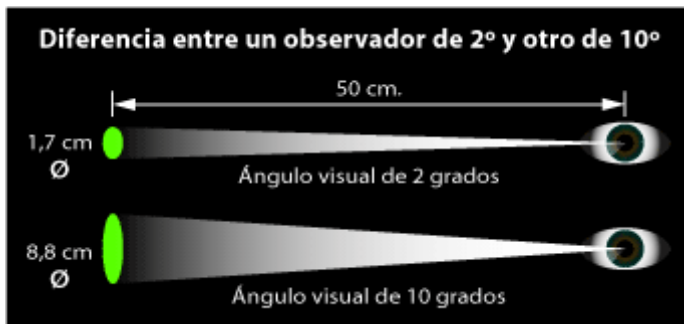 Diferencia entre un observador de 2º y otro de 10º
50 cm.
1,7 cm
Ø
Ángulo visual de 2 grados
8,8 cm
Ø
Ángulo visual de 10 grados